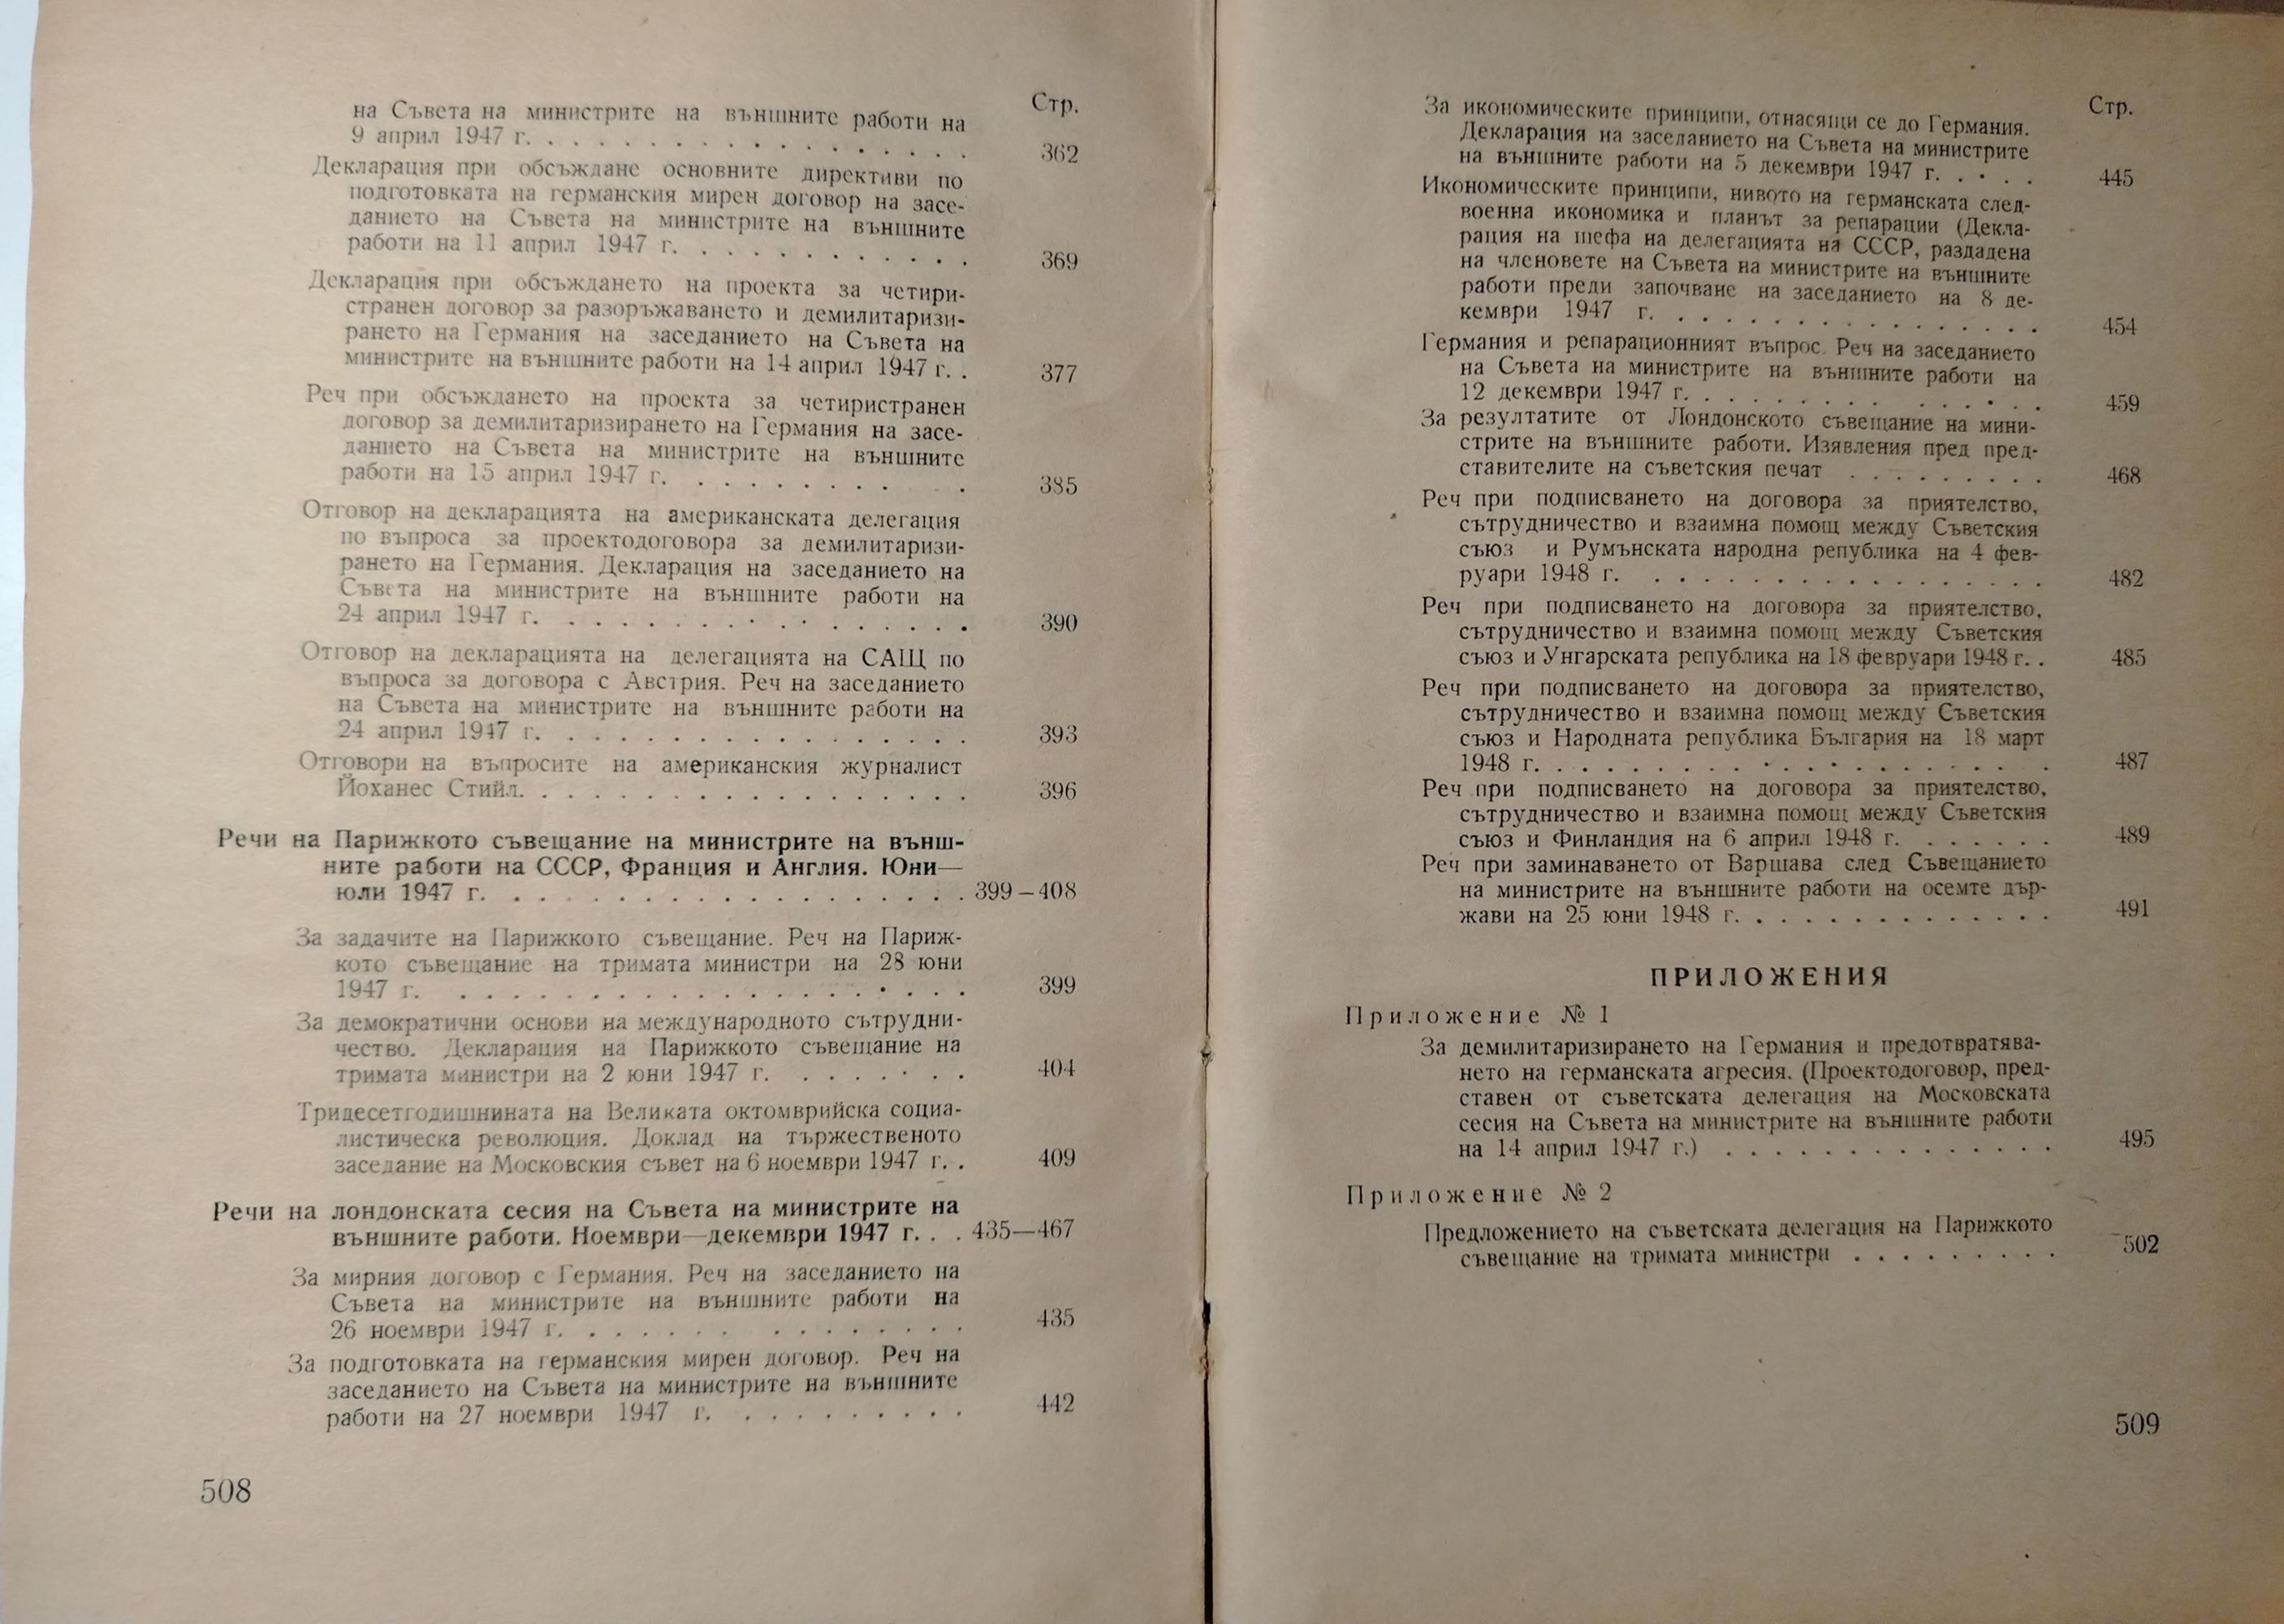 Стр.
на Съвета на министрите на външните работи на
9 април 1947 г. . . . . . . . . . . . . . . . . . 362
Декларация при обсъждане основните директиви по
подготовката на германския мирен договор на засе-
данието на Съвета на министрите на външните
работи на 11 април 1947 г. . . . . . . . . . . . 369
Декларация при обсъждането на проекта за четири-
странен договор за разоръжаването и демилитаризи-
рането на Германия на заседанието на Съвета на
министрите на външните работи на 14 април 1947 г. . 377
Реч при обсъждането на проекта за четиристранен
договор за демилитаризирането на Германия на засе-
данието на Съвета на министрите на външните
работи на 15 април 1947 г. . . . . . . . . . 385
Отговор на декларацията на американската делегация
по въпроса за проектодоговора за демилитаризи-
рането на Германия. Декларация на заседанието на
Съвета на министрите на външните работи на
24 април 1947 г. . . . . . . . . . . . . . . . . 390
Отговор на декларацията на делегацията на САЩ по
въпроса за договора с Австрия. Реч на заседанието
на Съвета на министрите на външните работи на
24 април 1947 г. . . . . . . . . . . . . . . . . 393
Отговори на въпросите на американския журналист
Йоханес Стийл. . . . . . . . . . . . . . . . . . 396
Речи на Парижкото съвещание на министрите на външ-
ните работи на СССР, Франция и Англия. Юни—
юли 1947 г. . . . . . . . . . . . . . . . . . . 399–408
За задачите на Парижкото съвещание. Реч на Париж-
кото съвещание на тримата министри на 28 юни
1947 г. . . . . . . . . . . . . . . . . . . . 399
За демократични основи на международното сътрудни-
чество. Декларация на Парижкото съвещание на
тримата министри на 2 юни 1947 г. . . . . . . . 404
Тридесетгодишнината на Великата октомврийска социа-
листическа революция. Доклад на тържественото
заседание на Московския съвет на 6 ноември 1947 г. . 409
Речи на лондонската сесия на Съвета на министрите на
външните работи. Ноември—декември 1947 г. . . 435—467
За мирния договор с Германия. Реч на заседанието на
Съвета на министрите на външните работи на
26 ноември 1947 г. . . . . . . . . . . . . . . 435
За подготовката на германския мирен договор. Реч на
заседанието на Съвета на министрите на външните
работи на 27 ноември 1947 г. . . . . . . . . . 442
508
Стр.
За икономическите принципи, отнасящи се до Германия.
Декларация на заседанието на Съвета на министрите
на външните работи на 5 декември 1947 г. . . . . 445
Икономическите принципи, нивото на германската след-
военна икономика и планът за репарации (Декла-
рация на шефа на делегацията на СССР, раздадена
на членовете на Съвета на министрите на външните
работи преди започване на заседанието на 8 де-
кември 1947 г. . . . . . . . . . . . . . . . . 454
Германия и репарационният въпрос. Реч на заседанието
на Съвета на министрите на външните работи на
12 декември 1947 г. . . . . . . . . . . . . . 459
За резултатите от Лондонското съвещание на мини-
стрите на външните работи. Изявления пред пред-
ставителите на съветския печат . . . . . . . . . 468
Реч при подписването на договора за приятелство,
сътрудничество и взаимна помощ между Съветския
съюз и Румънската народна република на 4 фев-
руари 1948 г. . . . . . . . . . . . . . . . . . 482
Реч при подписването на договора за приятелство,
сътрудничество и взаимна помощ между Съветския
съюз и Унгарската република на 18 февруари 1948 г. . 485
Реч при подписването на договора за приятелство,
сътрудничество и взаимна помощ между Съветския
съюз и Народната република България на 18 март
1948 г. . . . . . . . . . . . . . . . . . . . . 487
Реч при подписването на договора за приятелство,
сътрудничество и взаимна помощ между Съветския
съюз и Финландия на 6 април 1948 г. . . . . . . 489
Реч при заминаването от Варшава след Съвещанието
на министрите на външните работи на осемте дър-
жави на 25 юни 1948 г. . . . . . . . . . . . . . 491
ПРИЛОЖЕНИЯ
Приложение № 1
За демилитаризирането на Германия и предотвратява-
нето на германската агресия. (Проектодоговор, пред-
ставен от съветската делегация на Московската
сесия на Съвета на министрите на външните работи
на 14 април 1947 г.) . . . . . . . . . . . . . . 495
Приложение № 2
Предложението на съветската делегация на Парижкото
съвещание на тримата министри . . . . . . . . . 502
509